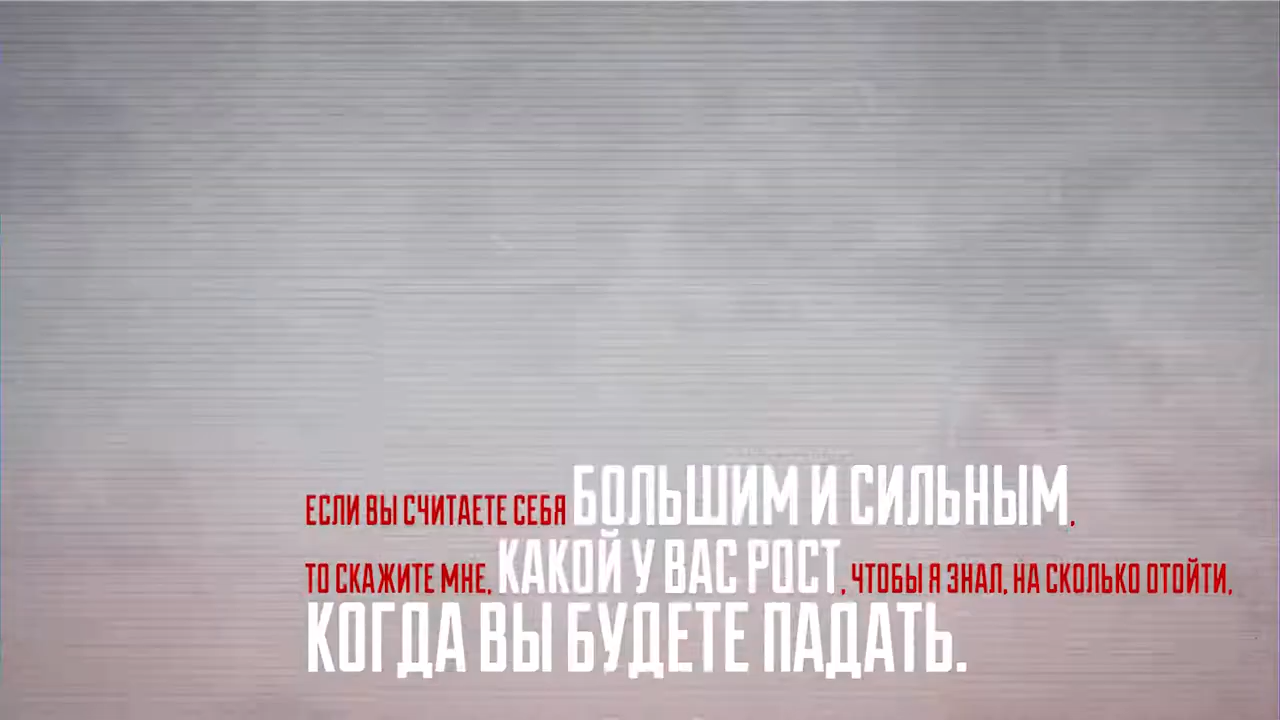 ЕСЛИ ВЫ СЧИТАЕТЕ СЕБЯ БОЛЬШИМ И СИЛЬНЫМ,
ТО СКАЖИТЕ МНЕ, КАКОЙ У ВАС РОСТ, ЧТОБЫ Я ЗНАЛ, НА СКОЛЬКО ОТОЙТИ,
КОГДА ВЫ БУДЕТЕ ПАДАТЬ.